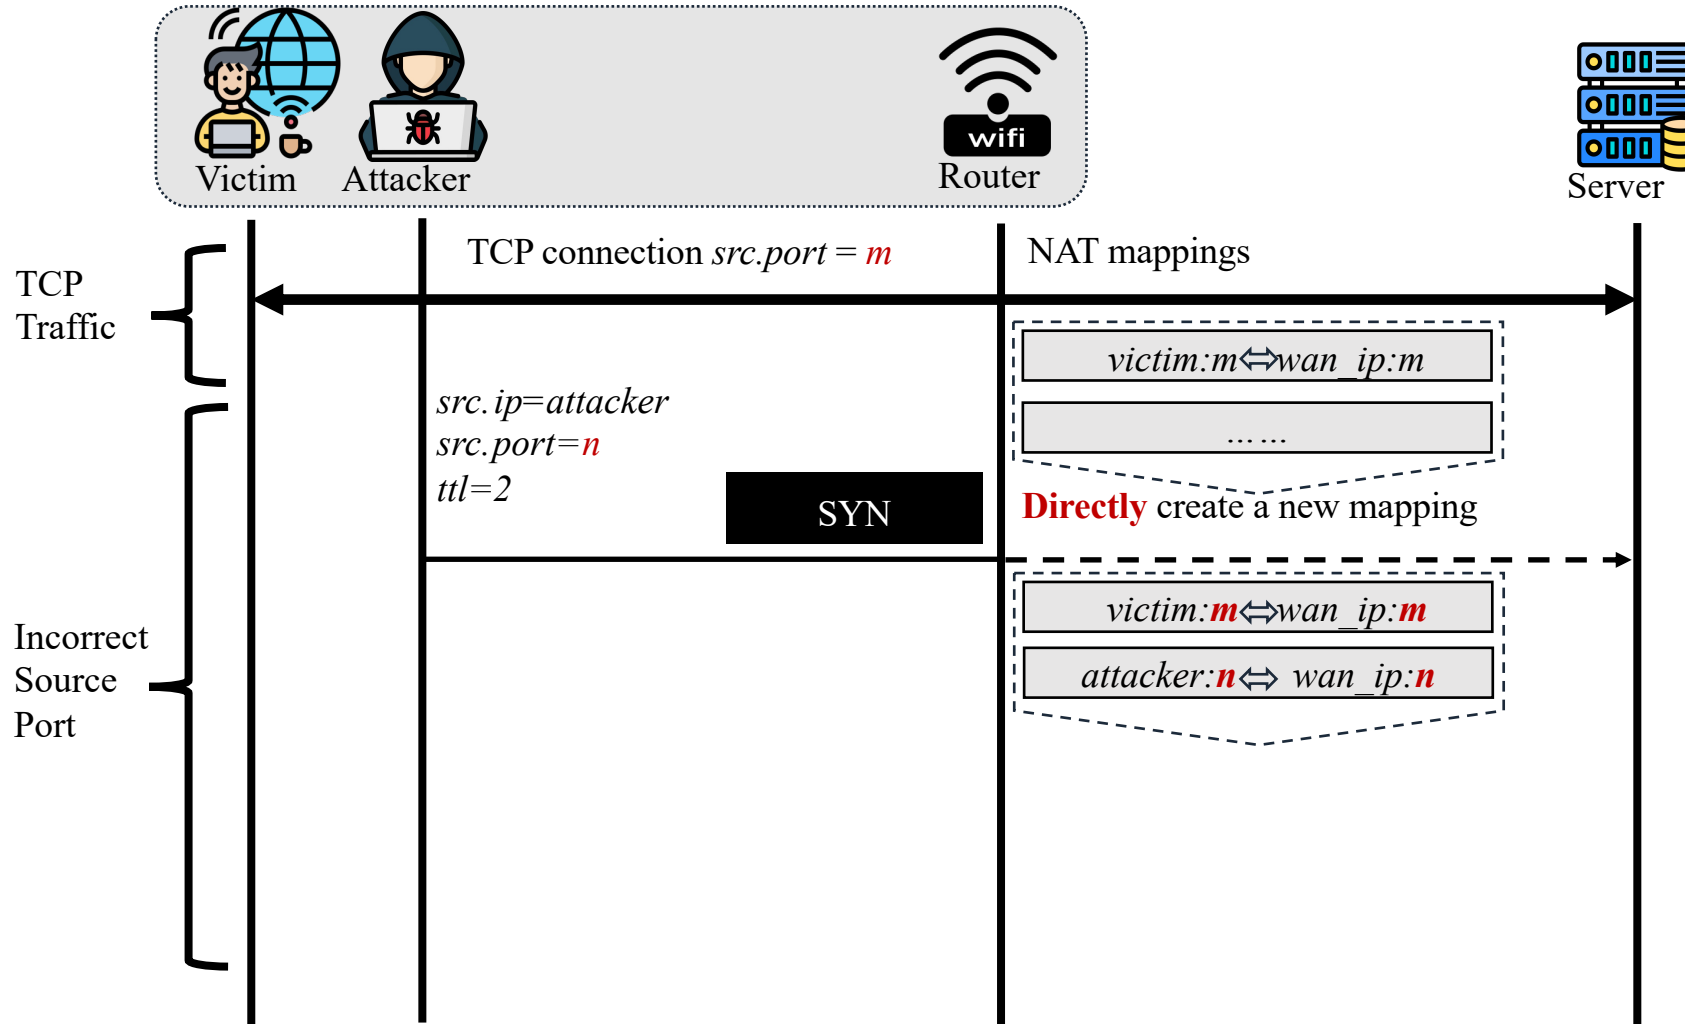 wifi
Victim
Attacker
Router
Server
TCP connection src.port = m
NAT mappings
TCP
Traffic
victim:m⇔wan_ip:m
... ...
src.ip=attacker
src.port=n
ttl=2
SYN
Directly create a new mapping
victim:m⇔wan_ip:m
attacker:n⇔ wan_ip:n
Incorrect
Source
Port